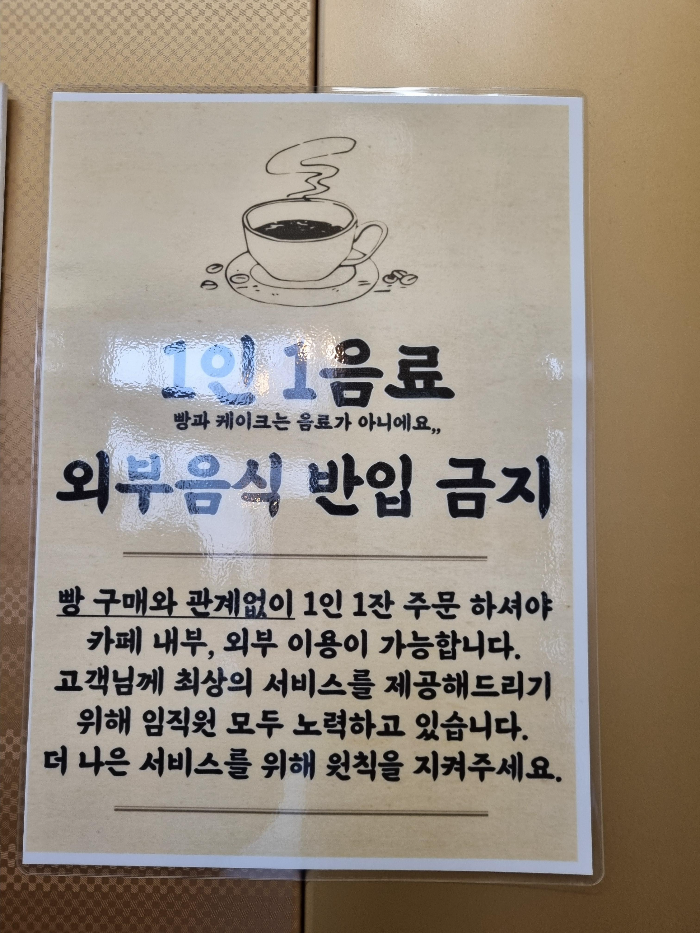 1인 1음료
빵과 케이크는 음료가 아니에요,,
외부음식 반입 금지
빵 구매와 관계없이 1인 1잔 주문 하셔야
카페 내부, 외부 이용이 가능합니다.
고객님께 최상의 서비스를 제공해드리기
위해 임직원 모두 노력하고 있습니다.
더 나은 서비스를 위해 원칙을 지켜주세요.